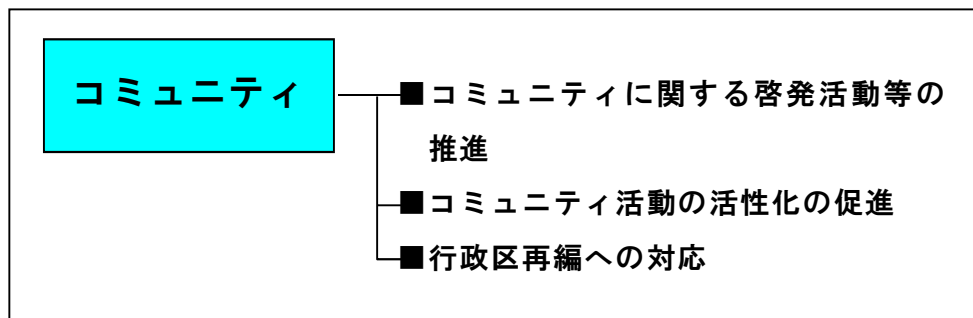 コミュニティ
■コミュニティに関する啓発活動等の
推進
■コミュニティ活動の活性化の促進
■行政区再編への対応